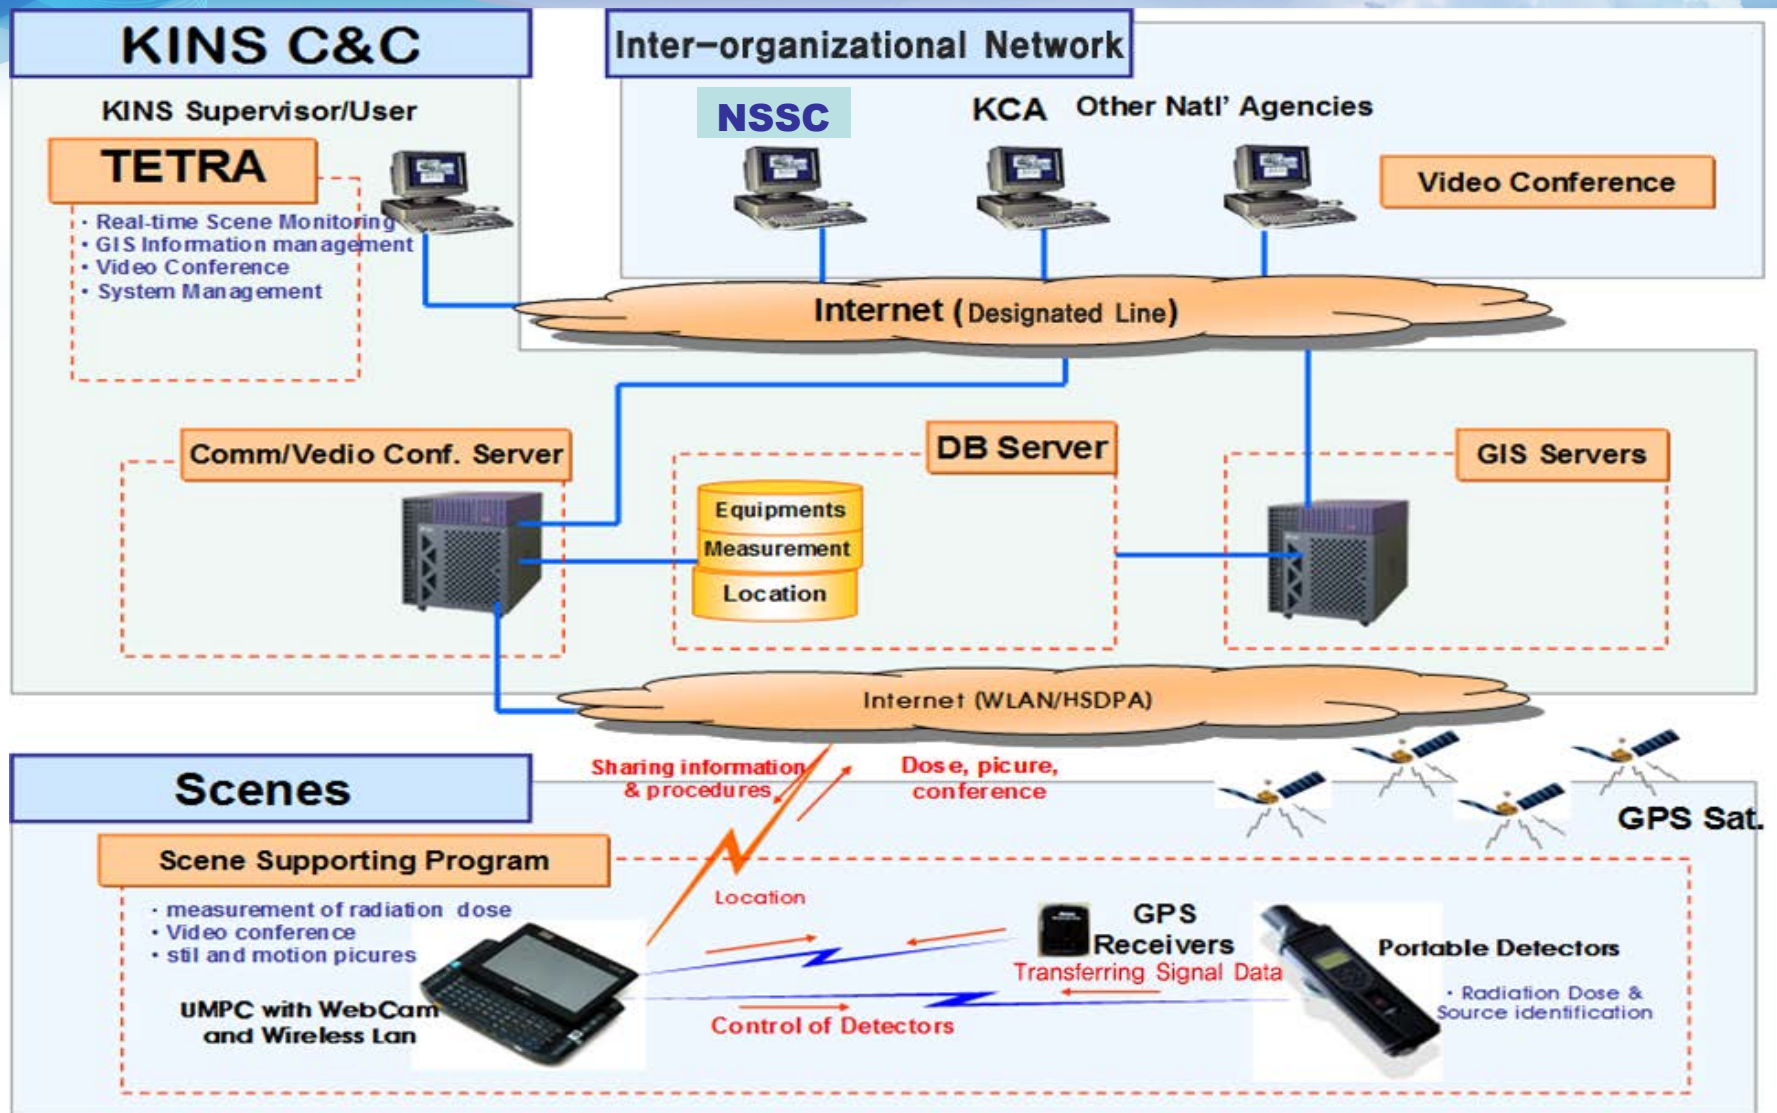 KINS C&C
Inter-organizational Network
KINS Supervisor/User
TETRA
· Real-time Scene Monitoring
• GIS Information management
• Video Conference
• System Management
NSSC
KCA
Other Natl' Agencies
Video Conference
Internet (Designated Line)
Comm/Vedio Conf. Server
DB Server
GIS Servers
Equipments
Measurement
Location
Internet (WLAN/HSDPA)
Scenes
Sharing information
& procedures
Dose, picure,
conference
GPS Sat.
Scene Supporting Program
· measurement of radiation dose
• Video conference
• stil and motion picures
UMPC with WebCam
and Wireless Lan
Location
GPS
Receivers
Transferring Signal Data
Control of Detectors
Portable Detectors
· Radiation Dose &
Source identification